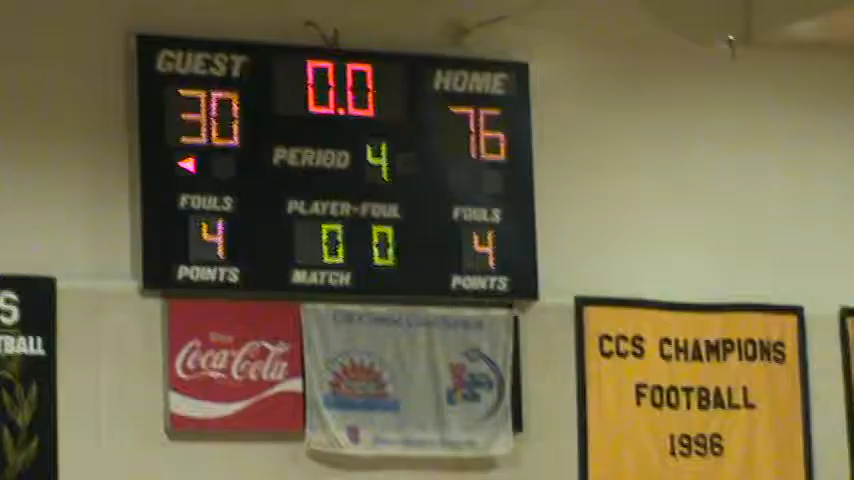 GUEST 0.0 HOME
30 76
PERIOD 4
FOULS PLAYER-FOUL FOULS
4 0 0 4
POINTS MATCH POINTS
S
TBALL
Coca-Cola
CCS CHAMPIONS
FOOTBALL
1996